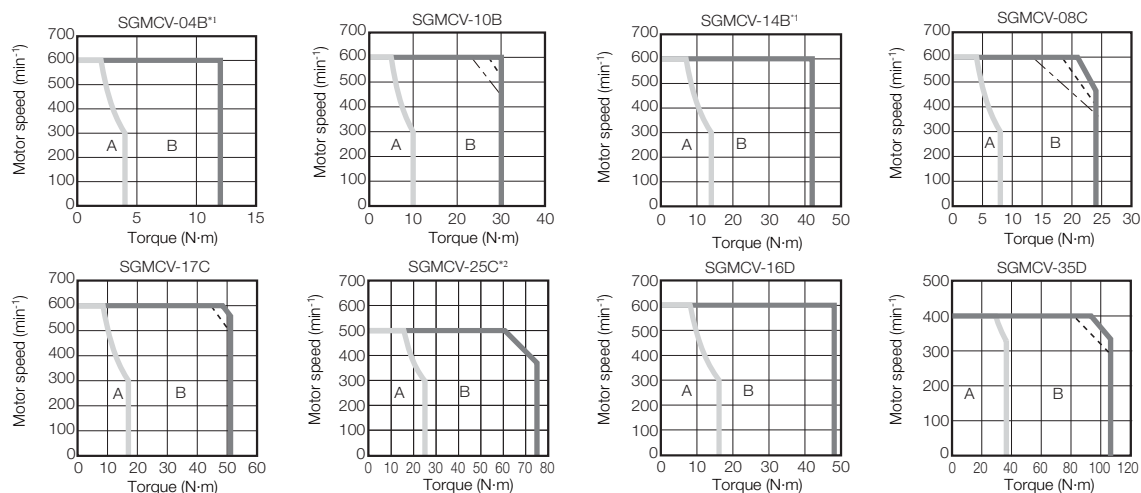 SGMCV-04B*1
Motor speed (min-1)
700
600
500
400
300
200
100
0
A
B
0 5 10 15
Torque (N·m)
SGMCV-10B
Motor speed (min-1)
700
600
500
400
300
200
100
0
A
B
0 10 20 30 40
Torque (N·m)
SGMCV-14B*1
Motor speed (min-1)
700
600
500
400
300
200
100
0
A
B
0 10 20 30 40 50
Torque (N·m)
SGMCV-08C
Motor speed (min-1)
700
600
500
400
300
200
100
0
A
B
0 5 10 15 20 25 30
Torque (N·m)
SGMCV-17C
Motor speed (min-1)
700
600
500
400
300
200
100
0
A
B
0 10 20 30 40 50 60
Torque (N·m)
SGMCV-25C*2
Motor speed (min-1)
700
600
500
400
300
200
100
0
A
B
0 10 20 30 40 50 60 70 80
Torque (N·m)
SGMCV-16D
Motor speed (min-1)
700
600
500
400
300
200
100
0
A
B
0 10 20 30 40 50
Torque (N·m)
SGMCV-35D
Motor speed (min-1)
500
400
300
200
100
0
A
B
0 20 40 60 80 100 120
Torque (N·m)